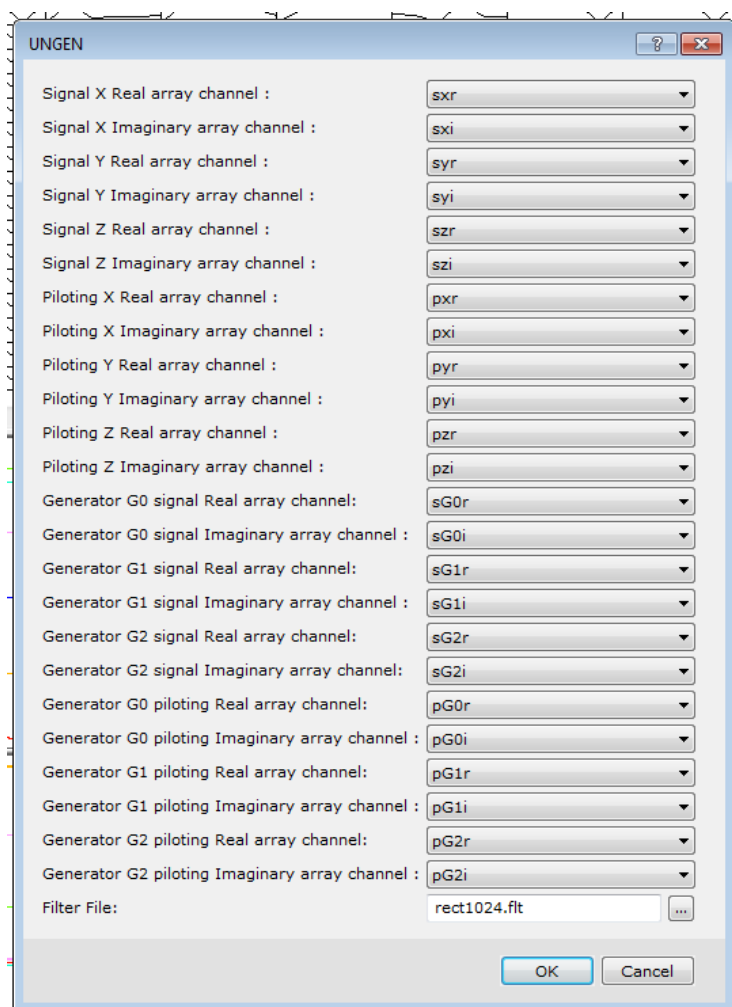 UNGEN
Signal X Real array channel : sxr
Signal X Imaginary array channel : sxi
Signal Y Real array channel : syr
Signal Y Imaginary array channel : syi
Signal Z Real array channel : szr
Signal Z Imaginary array channel : szi
Piloting X Real array channel : pxr
Piloting X Imaginary array channel : pxi
Piloting Y Real array channel : pyr
Piloting Y Imaginary array channel : pyi
Piloting Z Real array channel : pzr
Piloting Z Imaginary array channel : pzi
Generator G0 signal Real array channel: sG0r
Generator G0 signal Imaginary array channel : sG0i
Generator G1 signal Real array channel: sG1r
Generator G1 signal Imaginary array channel : sG1i
Generator G2 signal Real array channel: sG2r
Generator G2 signal Imaginary array channel: sG2i
Generator G0 piloting Real array channel: pG0r
Generator G0 piloting Imaginary array channel : pG0i
Generator G1 piloting Real array channel: pG1r
Generator G1 piloting Imaginary array channel : pG1i
Generator G2 piloting Real array channel: pG2r
Generator G2 piloting Imaginary array channel : pG2i
Filter File: rect1024.flt ...
OK Cancel